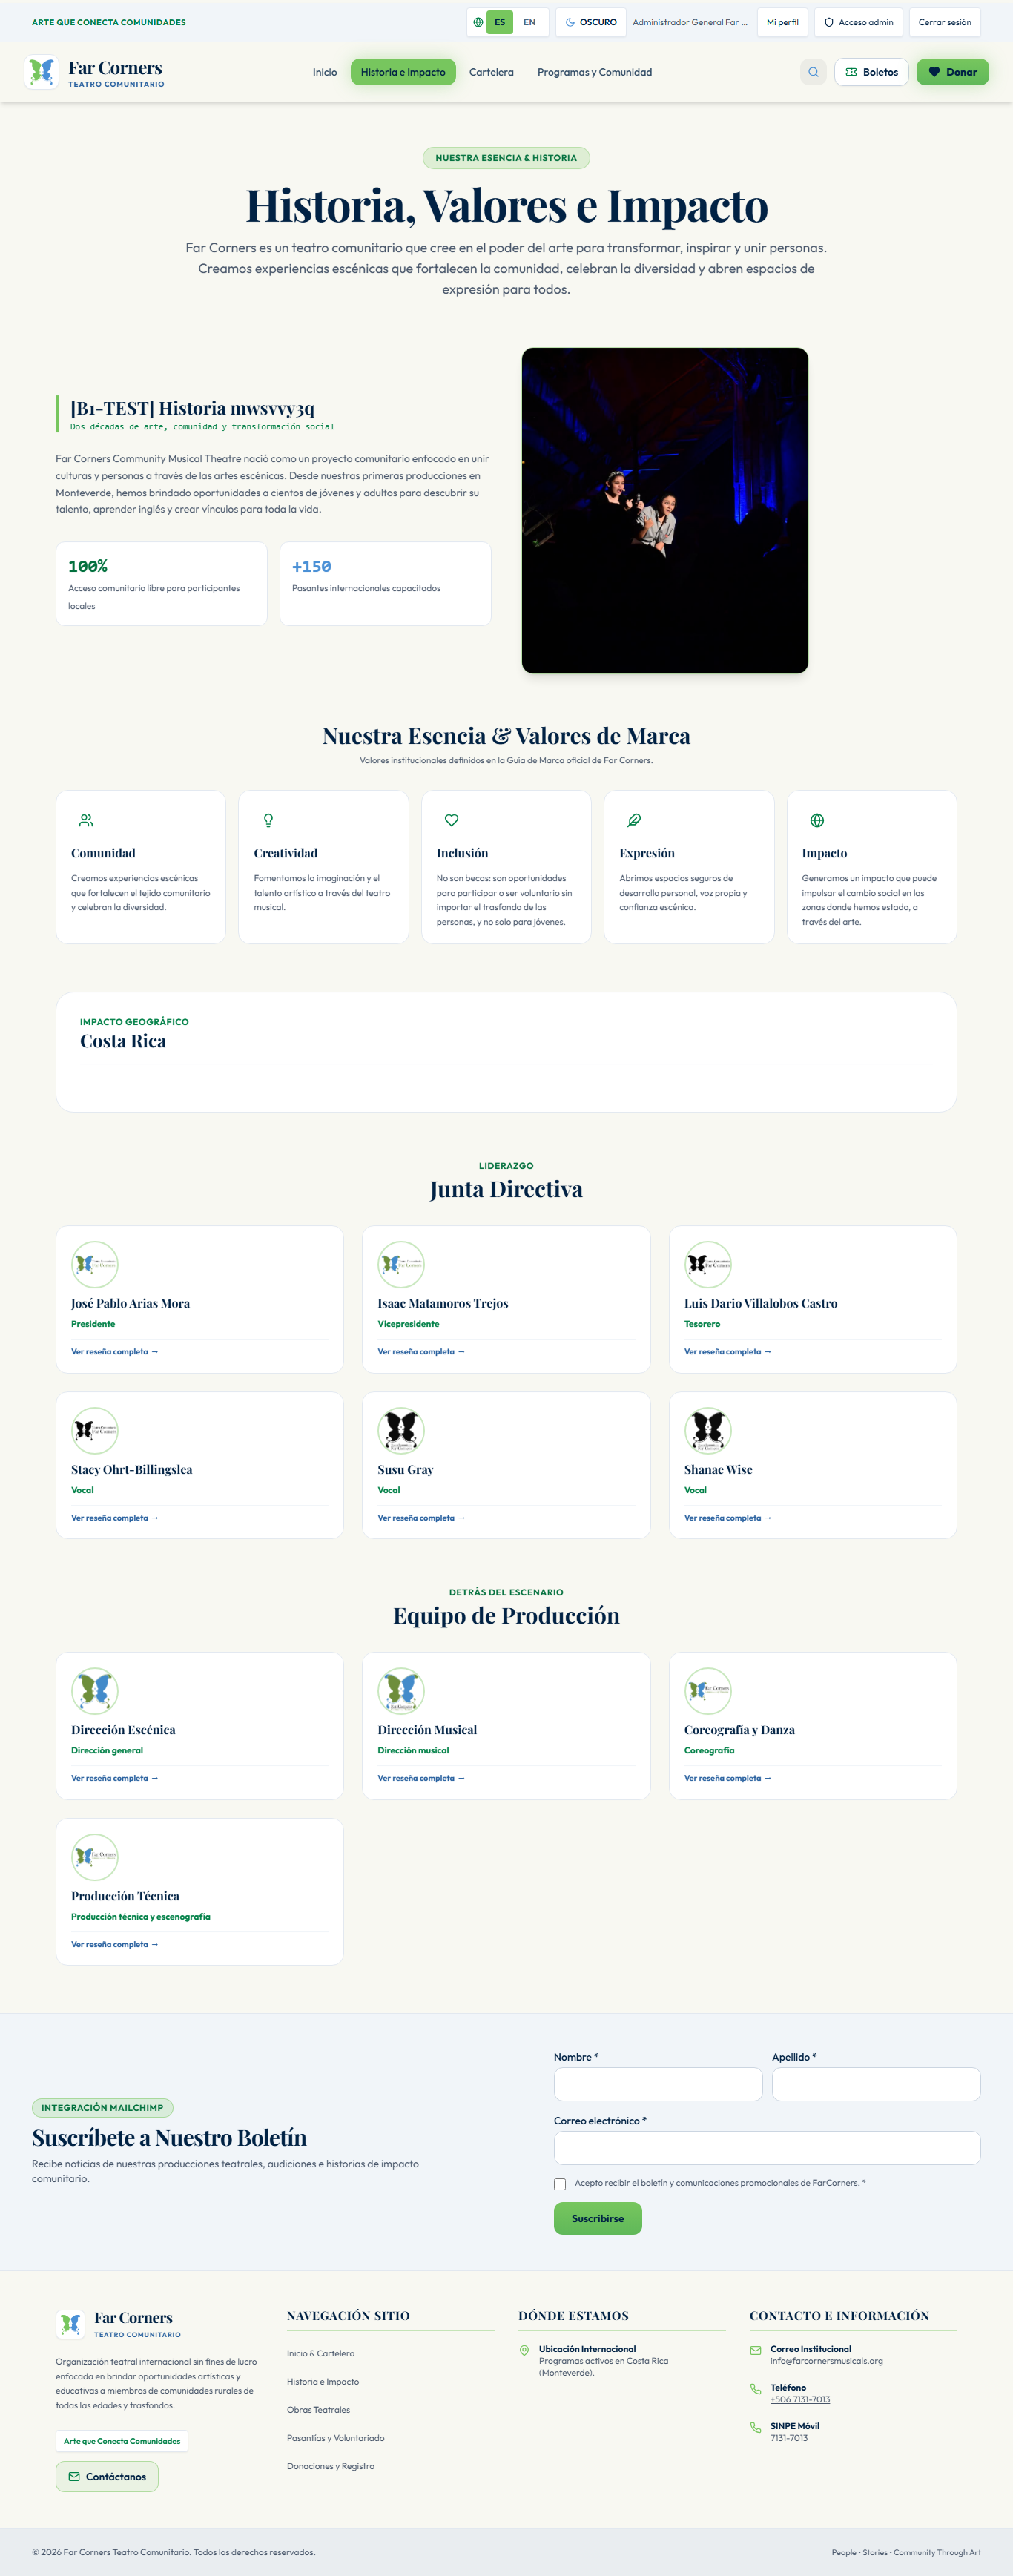 ARTE QUE CONECTA COMUNIDADES
ES EN OSCURO Administrador General Far ... Mi perfil Acceso admin Cerrar sesión
Far Corners
TEATRO COMUNITARIO
Inicio Historia e Impacto Cartelera Programas y Comunidad
Boletos Donar
NUESTRA ESENCIA & HISTORIA
Historia, Valores e Impacto
Far Corners es un teatro comunitario que cree en el poder del arte para transformar, inspirar y unir personas.
Creamos experiencias escénicas que fortalecen la comunidad, celebran la diversidad y abren espacios de
expresión para todos.
[B1-TEST] Historia mwsvvy3q
Dos décadas de arte, comunidad y transformación social
Far Corners Community Musical Theatre nació como un proyecto comunitario enfocado en unir
culturas y personas a través de las artes escénicas. Desde nuestras primeras producciones en
Monteverde, hemos brindado oportunidades a cientos de jóvenes y adultos para descubrir su
talento, aprender inglés y crear vínculos para toda la vida.
100%
Acceso comunitario libre para participantes
locales
+150
Pasantes internacionales capacitados
Nuestra Esencia & Valores de Marca
Valores institucionales definidos en la Guía de Marca oficial de Far Corners.
Comunidad
Creamos experiencias escénicas
que fortalecen el tejido comunitario
y celebran la diversidad.
Creatividad
Fomentamos la imaginación y el
talento artístico a través del teatro
musical.
Inclusión
No son becas: son oportunidades
para participar o ser voluntario sin
importar el trasfondo de las
personas, y no solo para jóvenes.
Expresión
Abrimos espacios seguros de
desarrollo personal, voz propia y
confianza escénica.
Impacto
Generamos un impacto que puede
impulsar el cambio social en las
zonas donde hemos estado, a
través del arte.
IMPACTO GEOGRÁFICO
Costa Rica
LIDERAZGO
Junta Directiva
José Pablo Arias Mora
Presidente
Ver reseña completa →
Isaac Matamoros Trejos
Vicepresidente
Ver reseña completa →
Luis Dario Villalobos Castro
Tesorero
Ver reseña completa →
Stacy Ohrt-Billingslea
Vocal
Ver reseña completa →
Susu Gray
Vocal
Ver reseña completa →
Shanae Wise
Vocal
Ver reseña completa →
DETRÁS DEL ESCENARIO
Equipo de Producción
Dirección Escénica
Dirección general
Ver reseña completa →
Dirección Musical
Dirección musical
Ver reseña completa →
Coreografía y Danza
Coreografía
Ver reseña completa →
Producción Técnica
Producción técnica y escenografía
Ver reseña completa →
INTEGRACIÓN MAILCHIMP
Suscríbete a Nuestro Boletín
Recibe noticias de nuestras producciones teatrales, audiciones e historias de impacto
comunitario.
Nombre * Apellido *
Correo electrónico *
Acepto recibir el boletín y comunicaciones promocionales de FarCorners. *
Suscribirse
Far Corners
TEATRO COMUNITARIO
Organización teatral internacional sin fines de lucro
enfocada en brindar oportunidades artísticas y
educativas a miembros de comunidades rurales de
todas las edades y trasfondos.
Arte que Conecta Comunidades
Contáctanos
NAVEGACIÓN SITIO
Inicio & Cartelera
Historia e Impacto
Obras Teatrales
Pasantías y Voluntariado
Donaciones y Registro
DÓNDE ESTAMOS
Ubicación Internacional
Programas activos en Costa Rica
(Monteverde).
CONTACTO E INFORMACIÓN
Correo Institucional
info@farcornersmusicals.org
Teléfono
+506 7131-7013
SINPE Móvil
7131-7013
© 2026 Far Corners Teatro Comunitario. Todos los derechos reservados.
People • Stories • Community Through Art